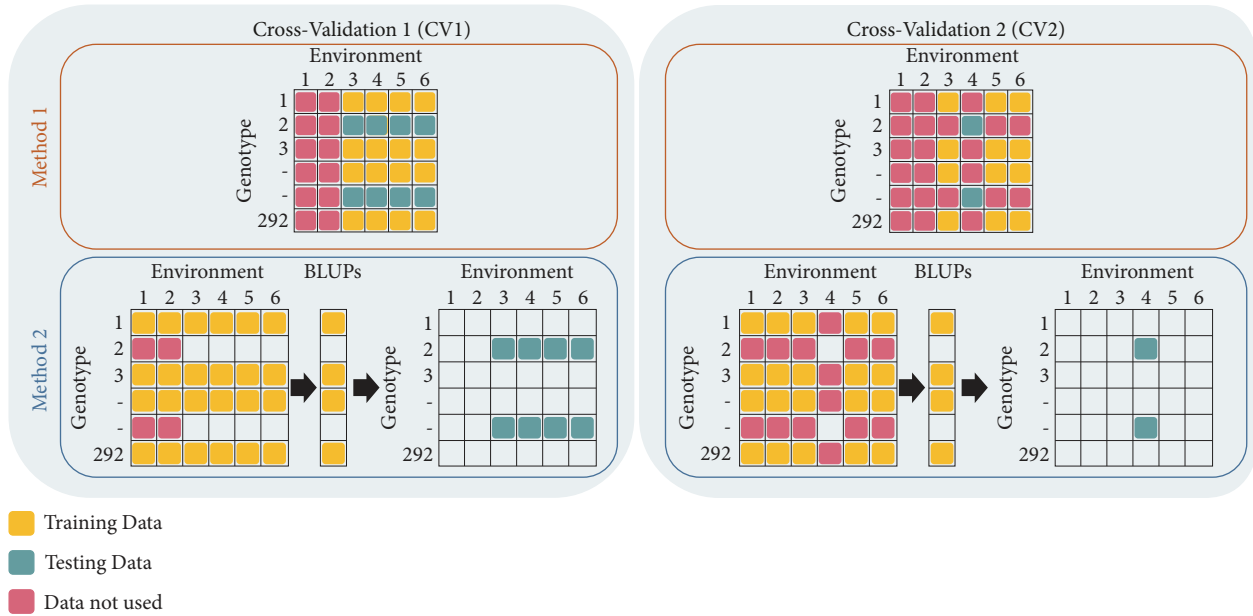 Cross-Validation 1 (CV1)
Method 1
Environment
1 2 3 4 5 6
Genotype
1
2
3
-
-
292
Method 2
Environment
BLUPs
Environment
1 2 3 4 5 6
1 2 3 4 5 6
Genotype
1
2
3
-
-
292
Genotype
1
2
3
-
-
292
Cross-Validation 2 (CV2)
Environment
1 2 3 4 5 6
Genotype
1
2
3
-
-
292
Environment
BLUPs
Environment
1 2 3 4 5 6
1 2 3 4 5 6
Genotype
1
2
3
-
-
292
Genotype
1
2
3
-
-
292
Training Data
Testing Data
Data not used